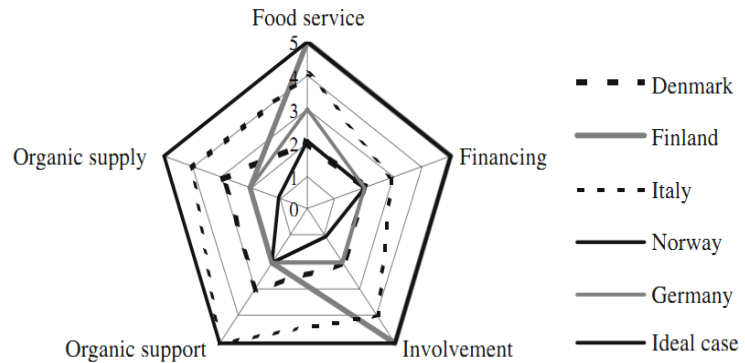 Food service
5
4
3
2
1
0
Organic supply
Financing
Organic support
Involvement
Denmark
Finland
Italy
Norway
Germany
Ideal case